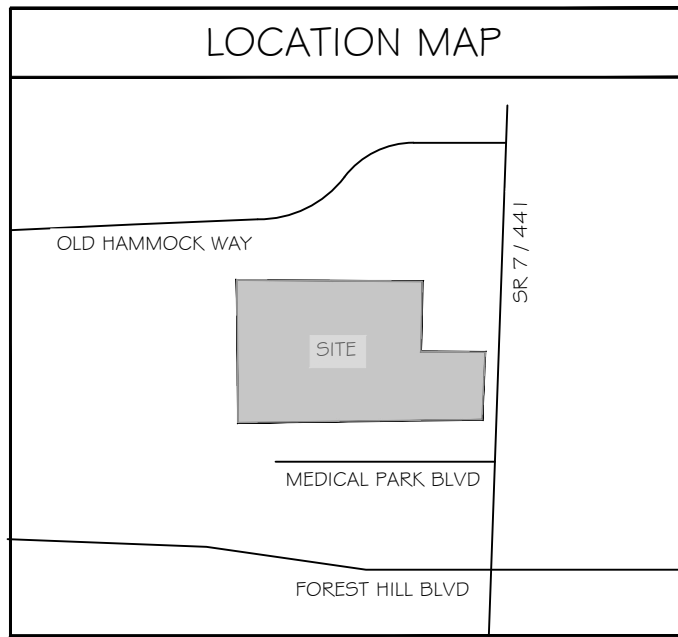 LOCATION MAP
OLD HAMMOCK WAY
SR 7 / 441
SITE
MEDICAL PARK BLVD
FOREST HILL BLVD